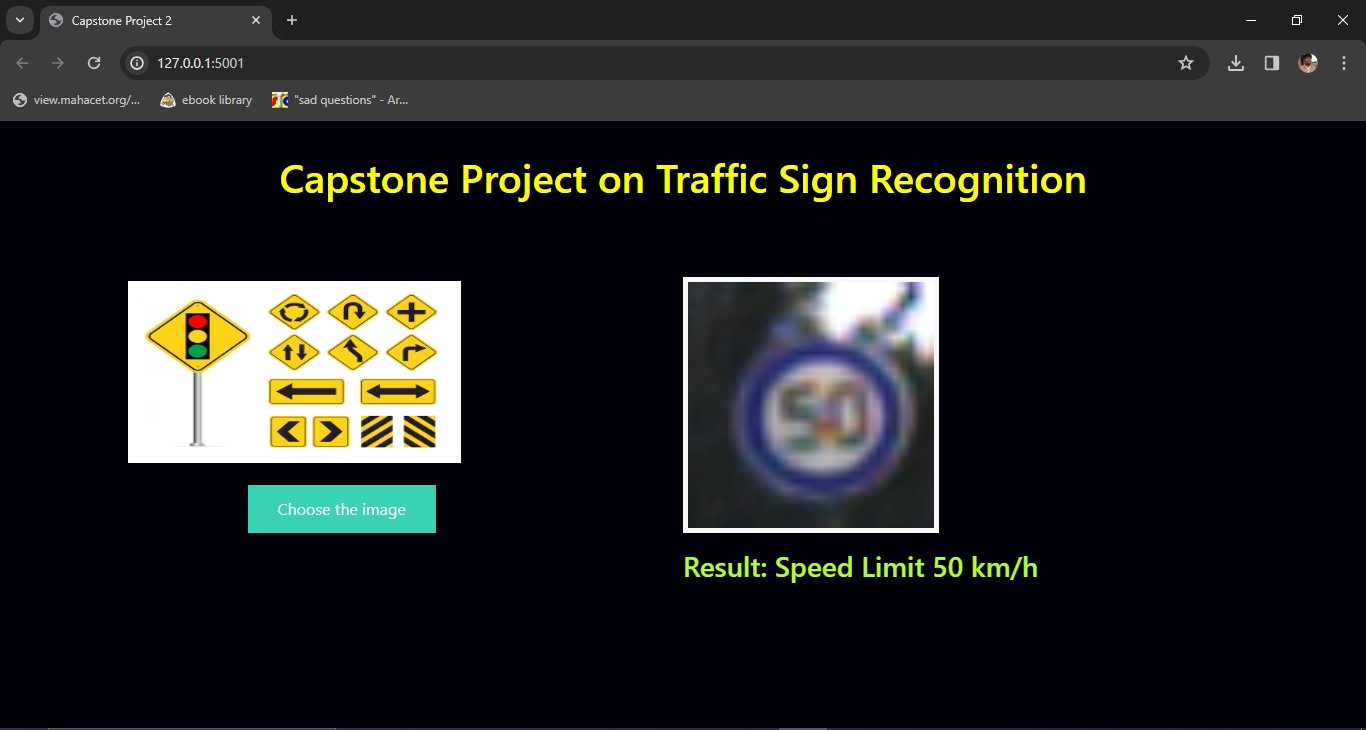 Capstone Project 2
127.0.0.1:5001
view.mahacet.org/...
ebook library
"sad questions" - Ar...
Capstone Project on Traffic Sign Recognition
50
Choose the image
Result: Speed Limit 50 km/h